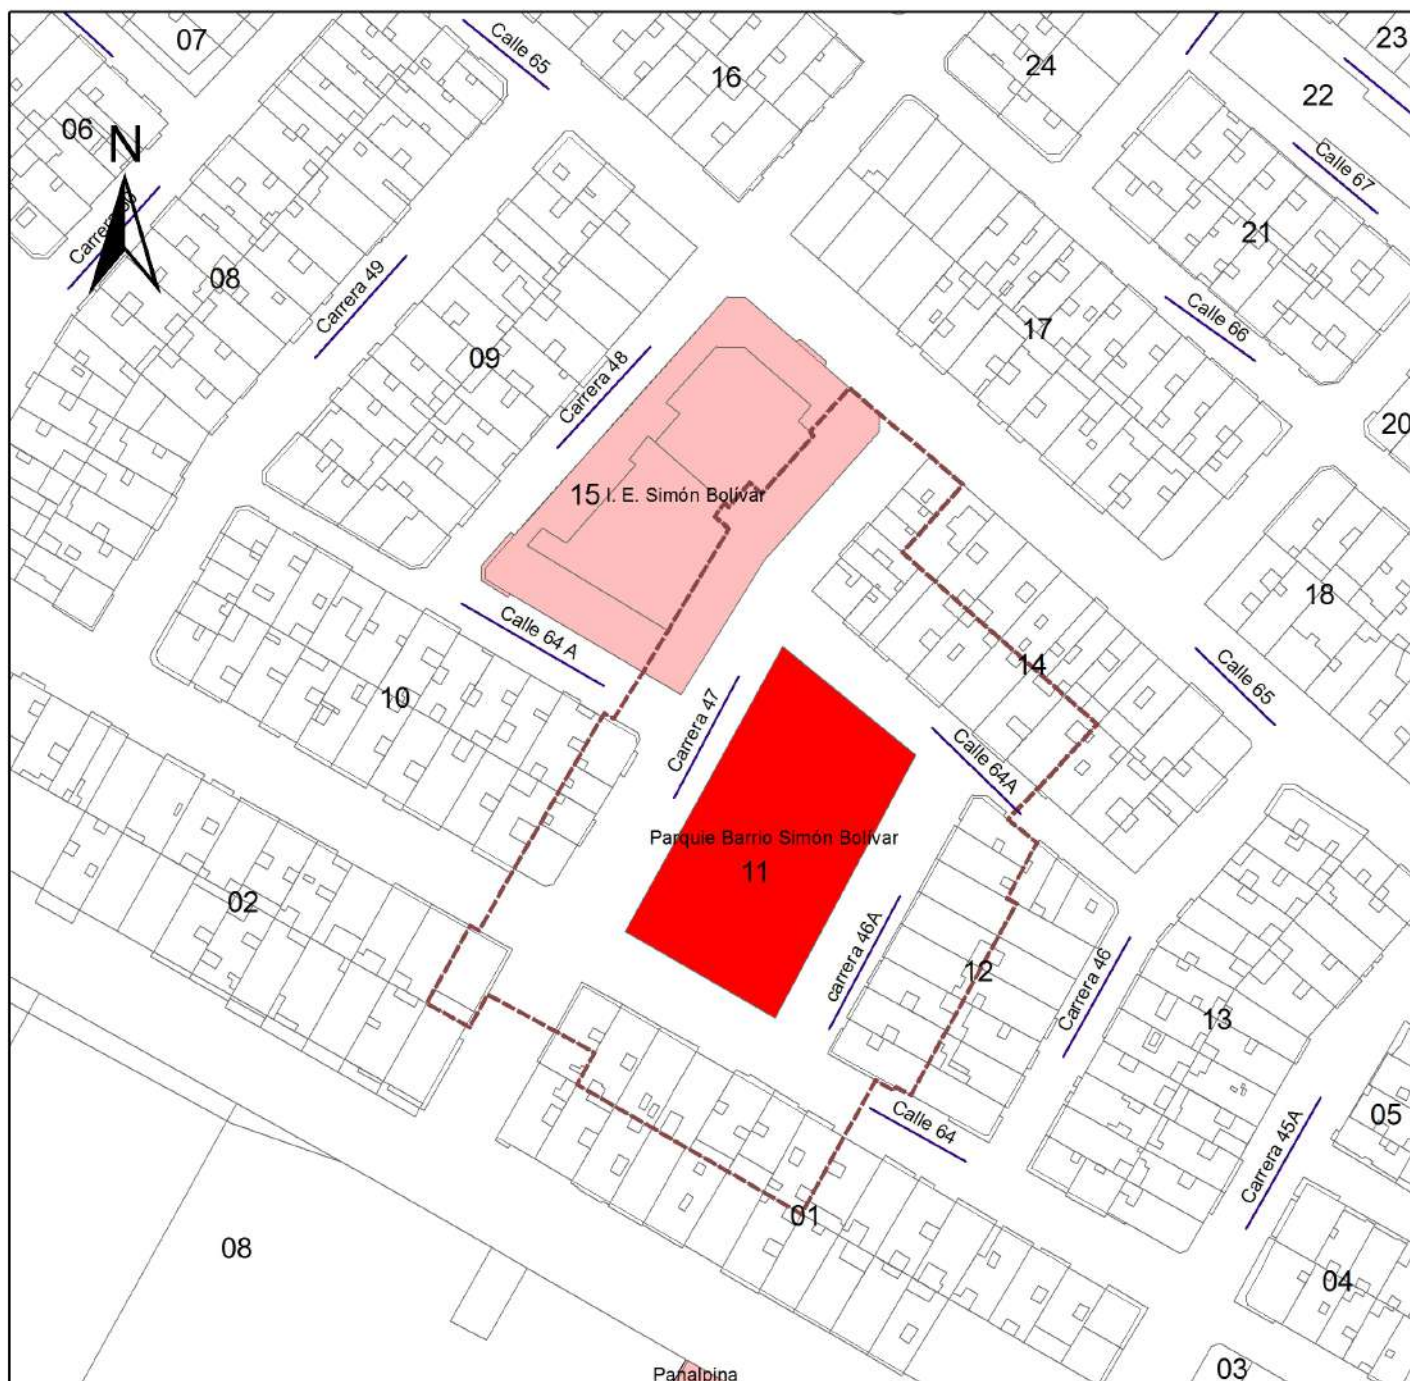 07
Calle 65
16
24
23
22
06
N
Calle 67
21
08
Carrera 49
Calle 66
17
09
Carrera 48
20
15 I. E. Simón Bolívar
18
Calle 64 A
14
Calle 65
10
Carrera 47
Calle 64A
Parquie Barrio Simón Bolívar
11
02
carrera 46A
12
Carrera 46
13
Calle 64
05
Carrera 45A
01
08
04
03
Panalpina